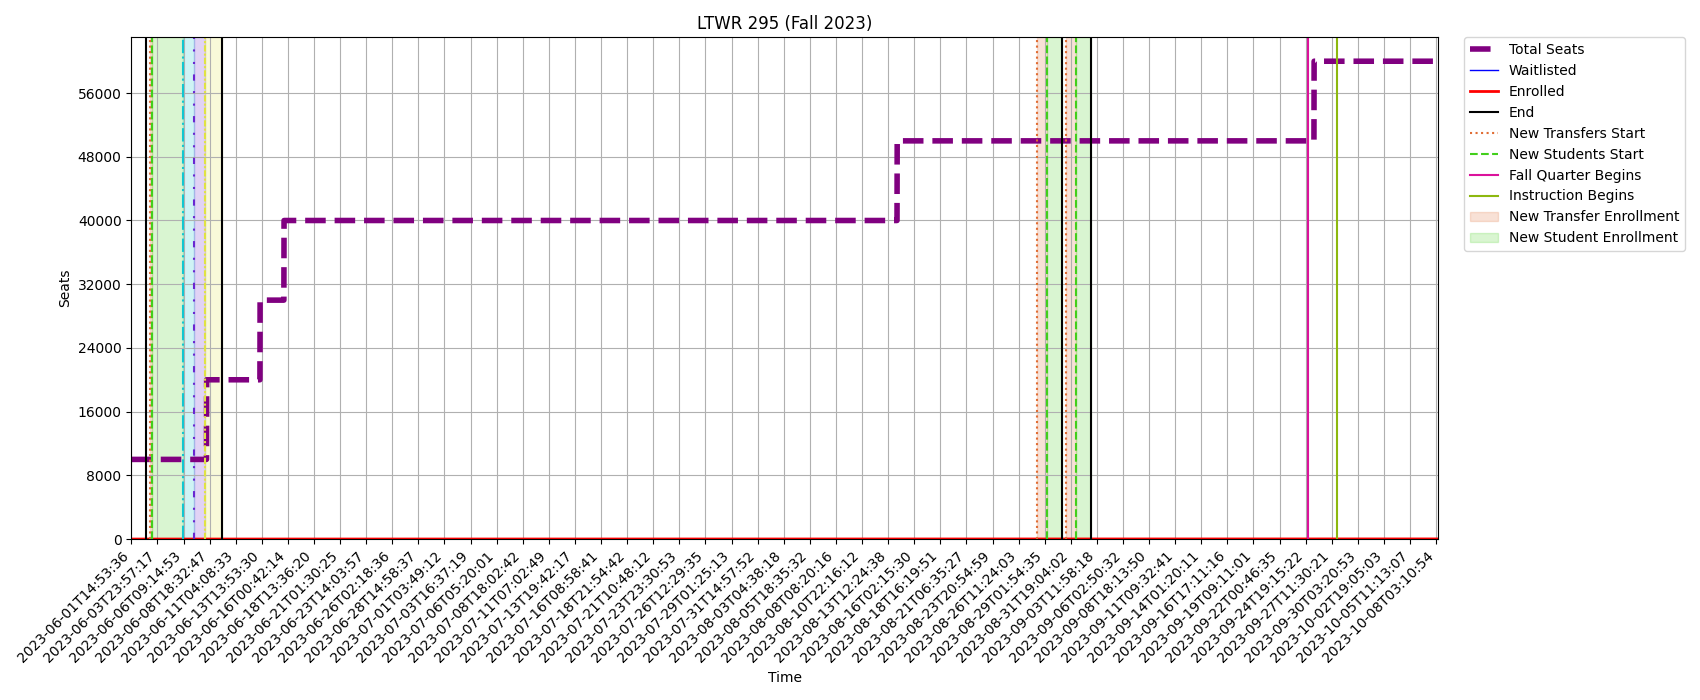 LTWR 295 (Fall 2023)
Seats
56000
48000
40000
32000
24000
16000
8000
0
Total Seats
Waitlisted
Enrolled
End
New Transfers Start
New Students Start
Fall Quarter Begins
Instruction Begins
New Transfer Enrollment
New Student Enrollment
2023-06-01T14:53:36
2023-06-03T23:57:17
2023-06-06T09:14:53
2023-06-08T18:32:47
2023-06-11T04:08:33
2023-06-13T13:53:30
2023-06-16T00:42:14
2023-06-18T13:36:20
2023-06-21T01:30:25
2023-06-23T14:03:57
2023-06-26T02:18:36
2023-06-28T14:58:37
2023-07-01T03:49:12
2023-07-03T16:37:19
2023-07-06T05:20:01
2023-07-08T18:02:42
2023-07-11T07:02:49
2023-07-13T19:42:17
2023-07-16T08:58:41
2023-07-18T21:54:42
2023-07-21T10:48:12
2023-07-23T23:30:53
2023-07-26T12:29:35
2023-07-29T01:25:13
2023-07-31T14:57:52
2023-08-03T04:38:18
2023-08-05T18:35:32
2023-08-08T08:20:16
2023-08-10T22:16:12
2023-08-13T12:24:38
2023-08-16T02:15:30
2023-08-18T16:19:51
2023-08-21T06:35:27
2023-08-23T20:54:59
2023-08-26T11:24:03
2023-08-29T01:54:35
2023-08-31T19:04:02
2023-09-03T11:58:18
2023-09-06T02:50:32
2023-09-08T18:13:50
2023-09-11T09:32:41
2023-09-14T01:20:11
2023-09-16T17:11:16
2023-09-19T09:11:01
2023-09-22T00:46:35
2023-09-24T19:15:22
2023-09-27T11:30:21
2023-09-30T03:20:53
2023-10-02T19:05:03
2023-10-05T11:13:07
2023-10-08T03:10:54
Time